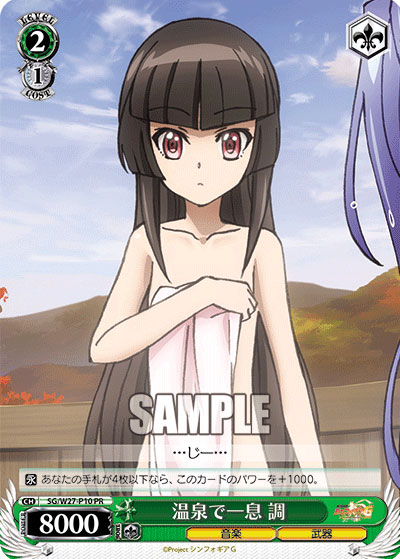 LEVEL
2
1
COST
SAMPLE
…じー…
永 あなたの手札が4枚以下なら、このカードのパワーを+1000。
CH SG/W27-P10 PR
POWER
8000
SOUL
温泉で一息 調
音楽
武器
©Project シンフォギアG